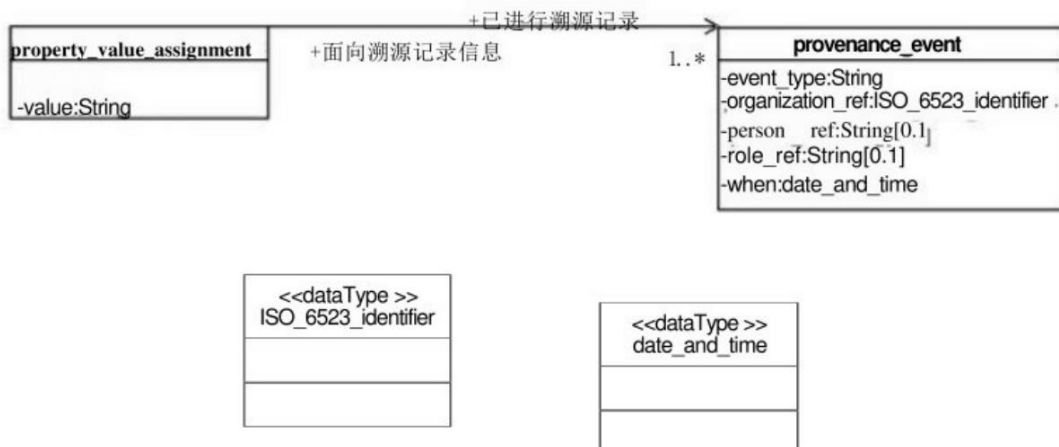 +已进行溯源记录
property_value_assignment
+面向溯源记录信息
1..*
provenance_event
-value:String
-event_type:String
-organization_ref:ISO_6523_identifier
-person_ref:String[0.1]
-role_ref:String[0.1]
-when:date_and_time
<<dataType >>
ISO_6523_identifier
<<dataType >>
date_and_time